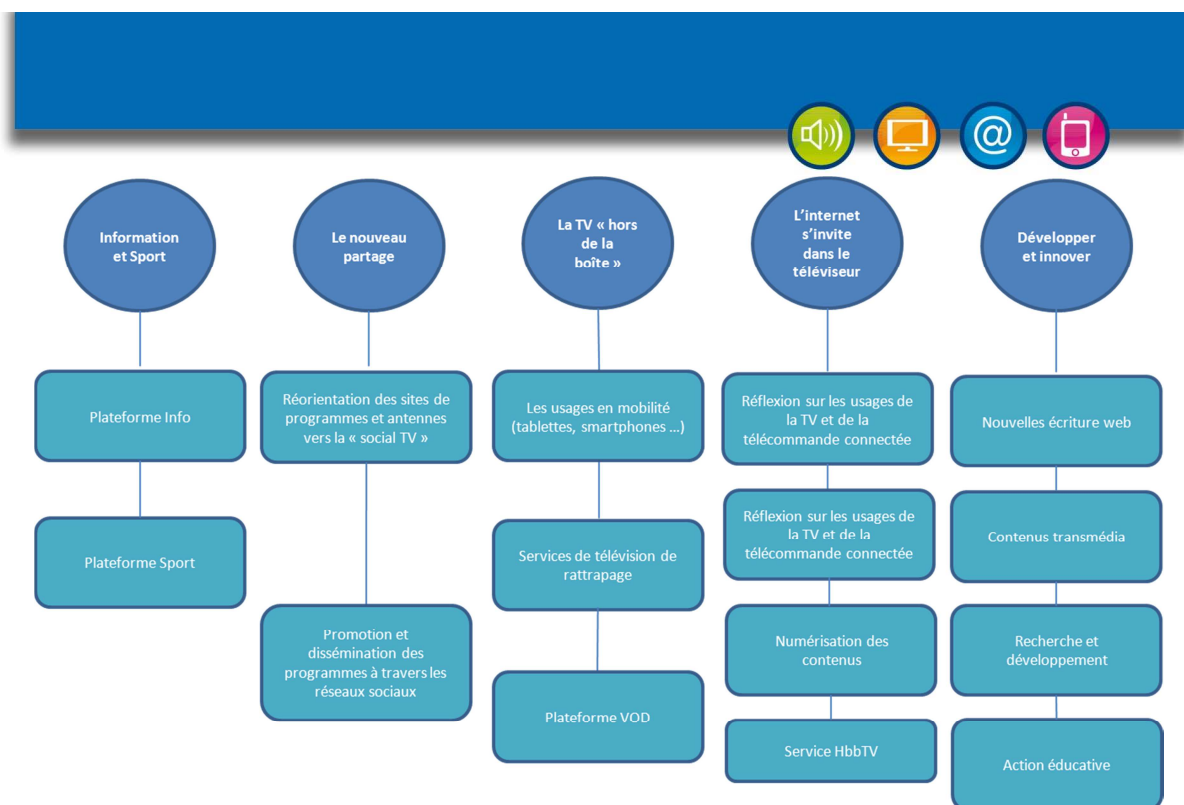 Information
et Sport
Le nouveau
partage
La TV « hors
de la
boîte »
L’internet
s’invite
dans le
téléviseur
Développer
et innover
Plateforme Info
Plateforme Sport
Réorientation des sites de
programmes et antennes
vers la « social TV »
Promotion et
dissémination des
programmes à travers les
réseaux sociaux
Les usages en mobilité
(tablettes, smartphones ...)
Services de télévision de
rattrapage
Plateforme VOD
Réflexion sur les usages de
la TV et de la
télécommande connectée
Réflexion sur les usages de
la TV et de la
télécommande connectée
Numérisation des
contenus
Service HbbTV
Nouvelles écriture web
Contenus transmédia
Recherche et
développement
Action éducative